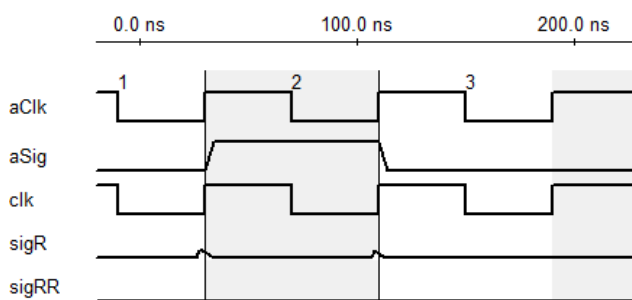 0.0 ns 100.0 ns 200.0 ns
1 2 3
aClk
aSig
clk
sigR
sigRR